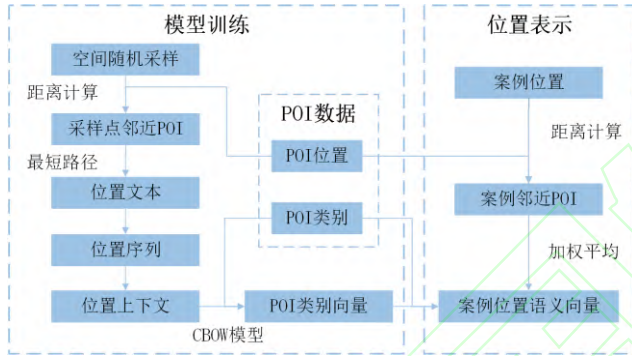 模型训练
位置表示
空间随机采样
距离计算
采样点邻近POI
最短路径
位置文本
位置序列
位置上下文
CBOW模型
POI数据
POI位置
POI类别
POI类别向量
案例位置
距离计算
案例邻近POI
加权平均
案例位置语义向量